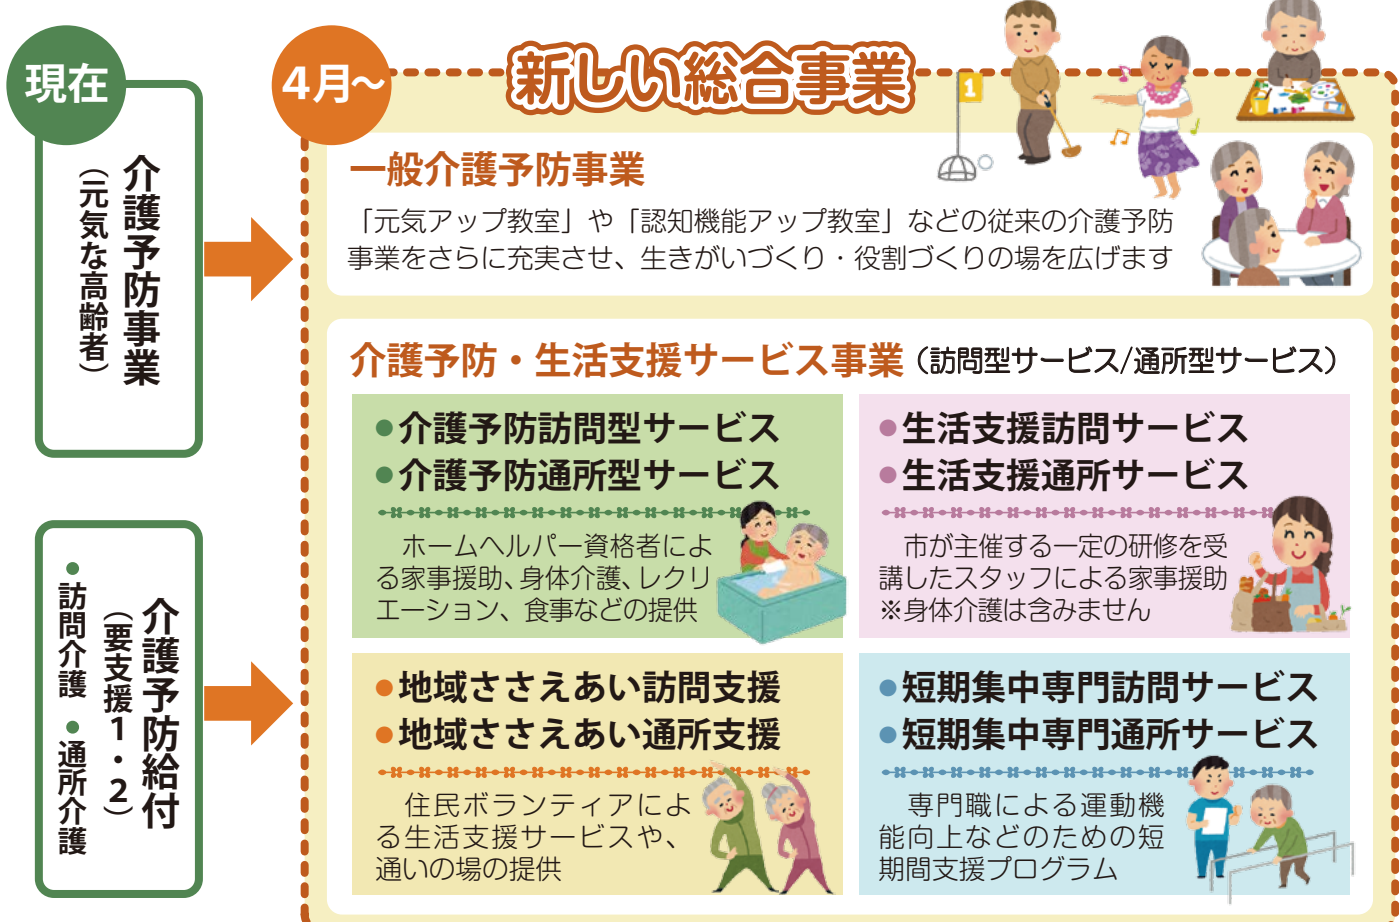 現在
介護予防事業
（元気な高齢者）
介護予防給付
（要支援1・2）
●訪問介護 ●通所介護
4月～
新しい総合事業
1
一般介護予防事業
「元気アップ教室」や「認知機能アップ教室」などの従来の介護予防
事業をさらに充実させ、生きがいづくり・役割づくりの場を広げます
介護予防・生活支援サービス事業（訪問型サービス/通所型サービス）
●介護予防訪問型サービス
●介護予防通所型サービス
ホームヘルパー資格者によ
る家事援助、身体介護、レクリ
エーション、食事などの提供
●生活支援訪問サービス
●生活支援通所サービス
市が主催する一定の研修を受
講したスタッフによる家事援助
※身体介護は含みません
●地域ささえあい訪問支援
●地域ささえあい通所支援
住民ボランティアによ
る生活支援サービスや、
通いの場の提供
●短期集中専門訪問サービス
●短期集中専門通所サービス
専門職による運動機
能向上などのための短
期間支援プログラム